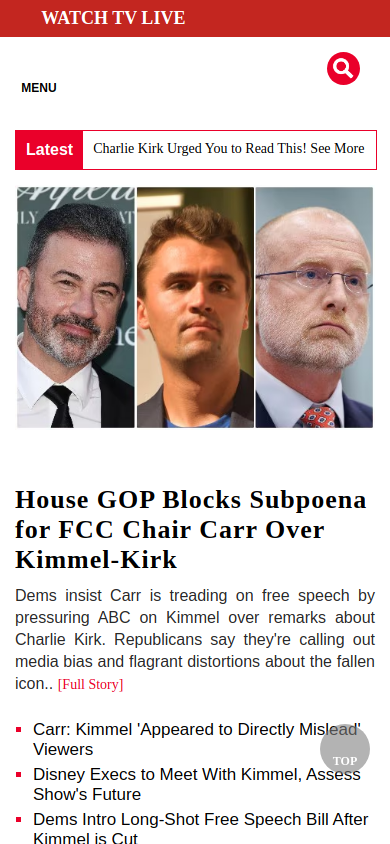 WATCH TV LIVE
MENU
Latest Charlie Kirk Urged You to Read This! See More
House GOP Blocks Subpoena
for FCC Chair Carr Over
Kimmel-Kirk
Dems insist Carr is treading on free speech by
pressuring ABC on Kimmel over remarks about
Charlie Kirk. Republicans say they're calling out
media bias and flagrant distortions about the fallen
icon.. [Full Story]
Carr: Kimmel 'Appeared to Directly Mislead'
Viewers
TOP
Disney Execs to Meet With Kimmel, Assess
Show's Future
Dems Intro Long-Shot Free Speech Bill After
Kimmel is Cut